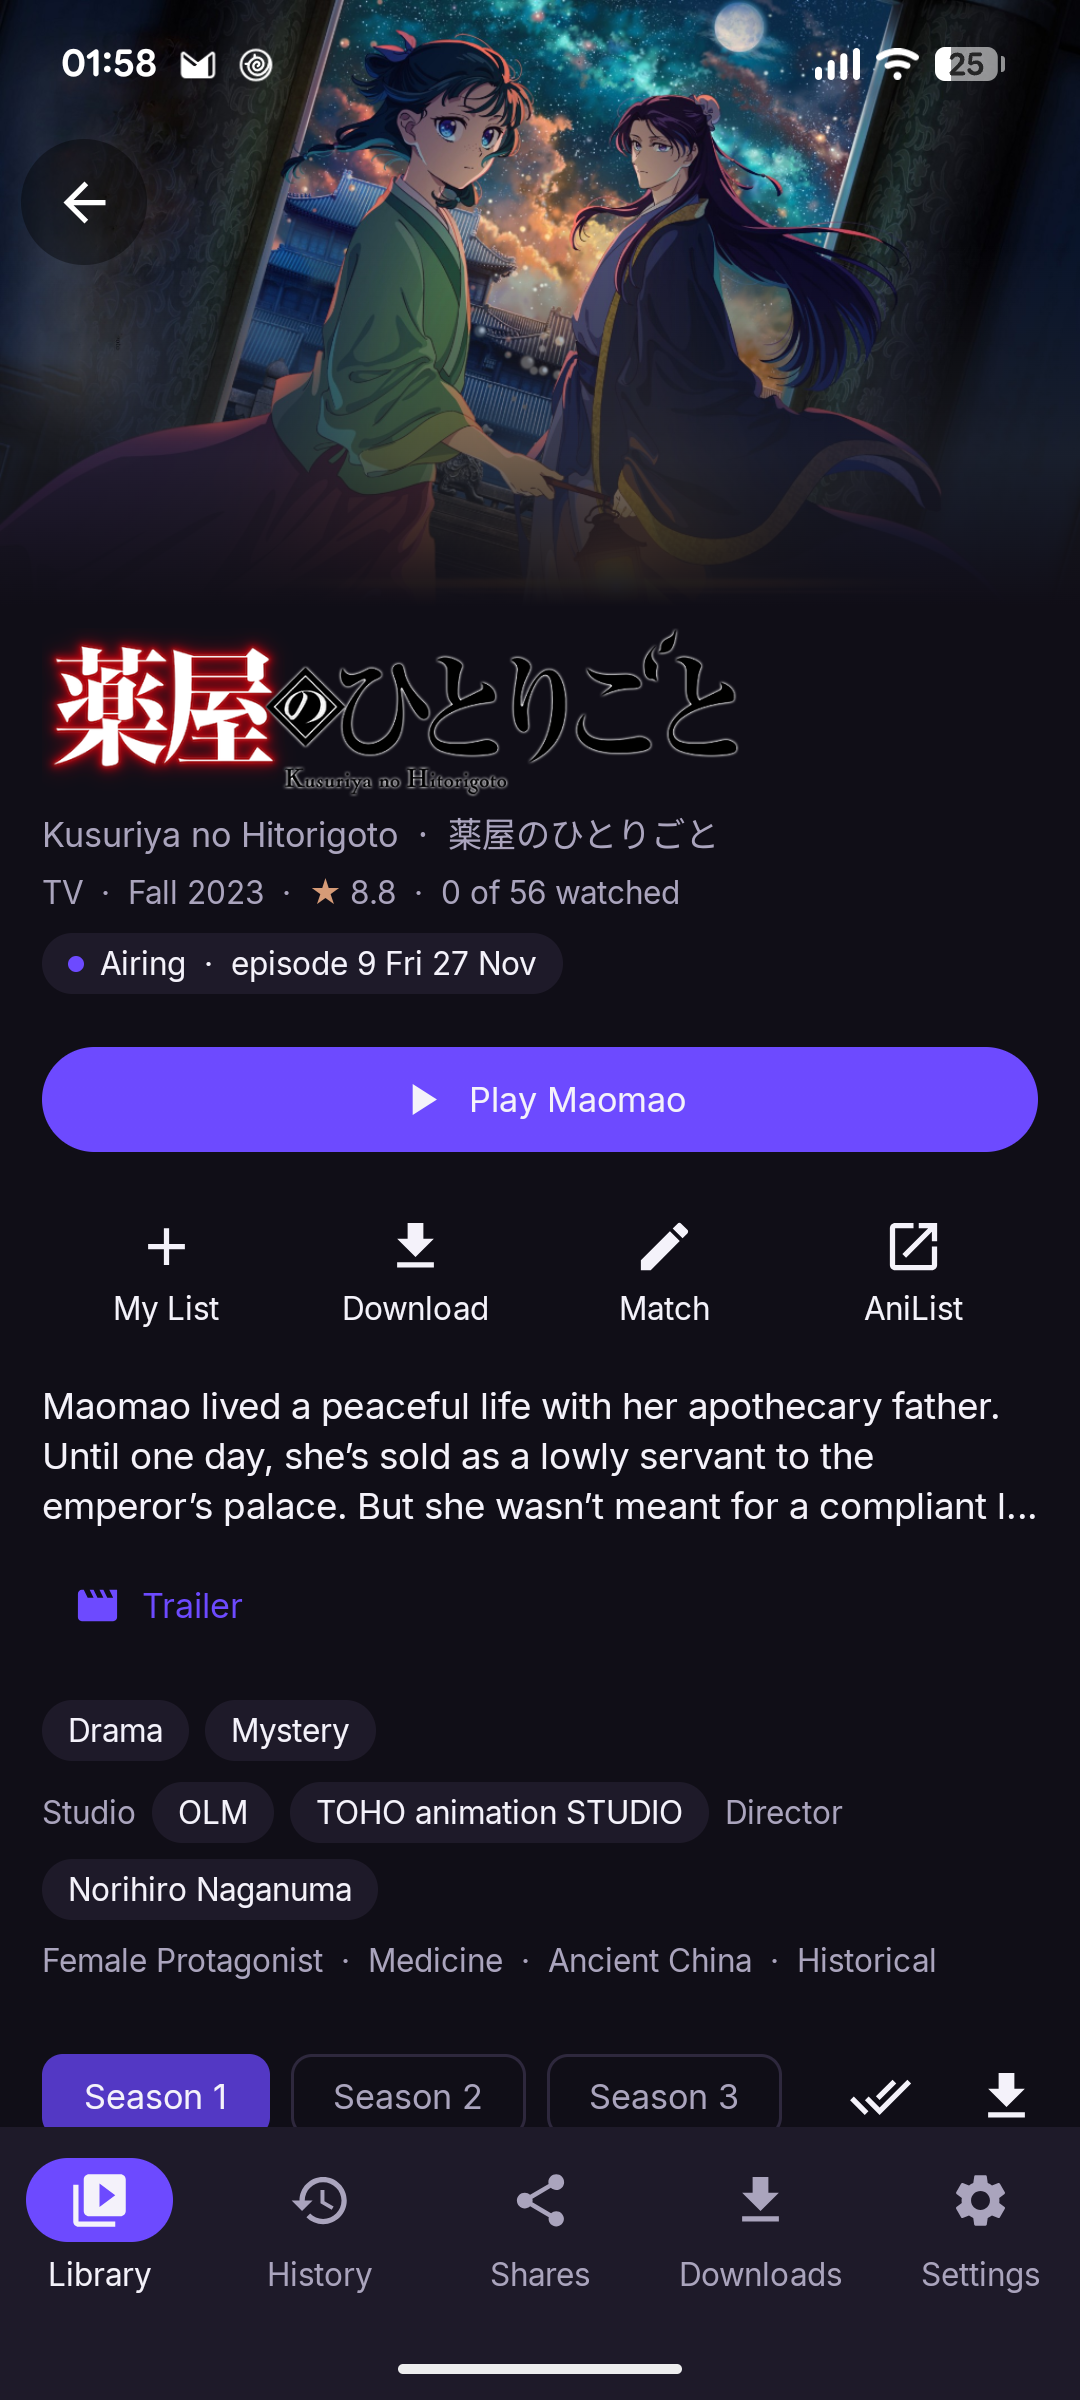 01:58
25
薬屋のひとりごと
Kusuriya no Hitorigoto
Kusuriya no Hitorigoto · 薬屋のひとりごと
TV · Fall 2023 · ★ 8.8 · 0 of 56 watched
Airing · episode 9 Fri 27 Nov
Play Maomao
My List Download Match AniList
Maomao lived a peaceful life with her apothecary father.
Until one day, she’s sold as a lowly servant to the
emperor’s palace. But she wasn’t meant for a compliant l...
Trailer
Drama Mystery
Studio OLM TOHO animation STUDIO Director
Norihiro Naganuma
Female Protagonist · Medicine · Ancient China · Historical
Season 1 Season 2 Season 3
Library History Shares Downloads Settings